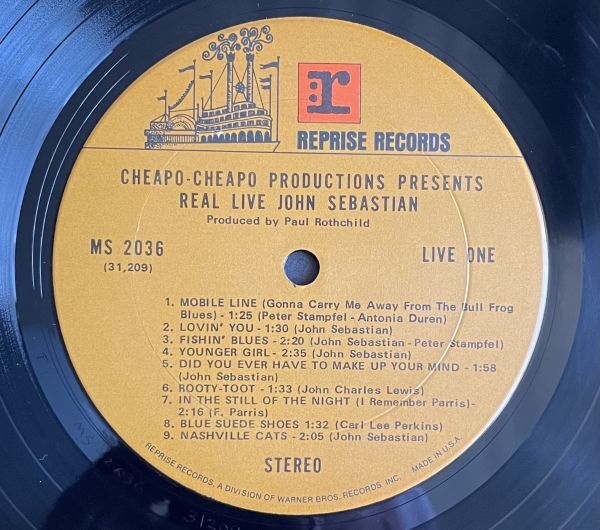 r
REPRISE RECORDS
CHEAPO-CHEAPO PRODUCTIONS PRESENTS
REAL LIVE JOHN SEBASTIAN
Produced by Paul Rothchild
MS 2036
(31,209)
LIVE ONE
1. MOBILE LINE (Gonna Carry Me Away From The Bull Frog
Blues) - 1:25 (Peter Stampfel - Antonia Duren)
2. LOVIN' YOU - 1:30 (John Sebastian)
3. FISHIN' BLUES - 2:20 (John Sebastian - Peter Stampfel)
4. YOUNGER GIRL - 2:35 (John Sebastian)
5. DID YOU EVER HAVE TO MAKE UP YOUR MIND - 1:58
(John Sebastian)
6. ROOTY-TOOT - 1:33 (John Charles Lewis)
7. IN THE STILL OF THE NIGHT (I Remember Parris)-
2:16 (F. Parris)
8. BLUE SUEDE SHOES 1:32 (Carl Lee Perkins)
9. NASHVILLE CATS - 2:05 (John Sebastian)
STEREO
REPRISE RECORDS, A DIVISION OF WARNER BROS. RECORDS INC. MADE IN U.S.A.